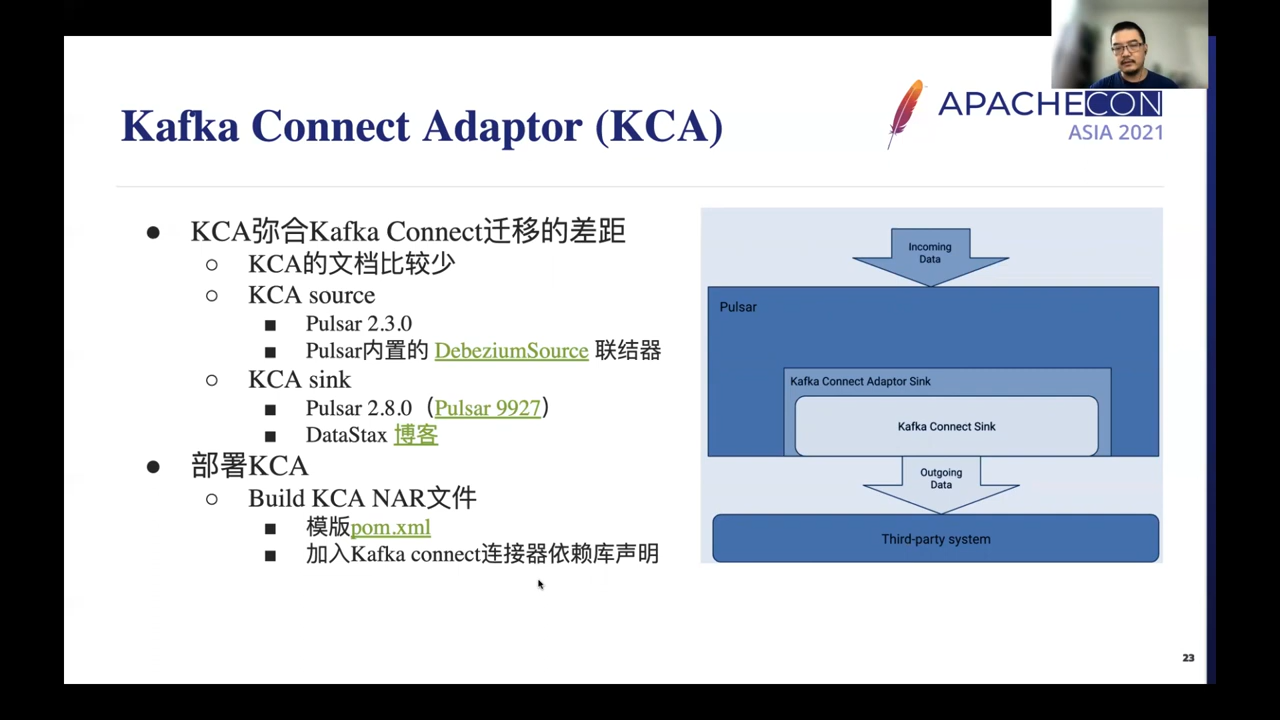 APACHECON
ASIA 2021
Kafka Connect Adaptor (KCA)
● KCA弥合Kafka Connect迁移的差距
○ KCA的文档比较少
○ KCA source
■ Pulsar 2.3.0
■ Pulsar内置的 DebeziumSource 联结器
○ KCA sink
■ Pulsar 2.8.0（Pulsar 9927）
■ DataStax 博客
● 部署KCA
○ Build KCA NAR文件
■ 模版pom.xml
■ 加入Kafka connect连接器依赖库声明
Incoming
Data
Pulsar
Kafka Connect Adaptor Sink
Kafka Connect Sink
Outgoing
Data
Third-party system
23